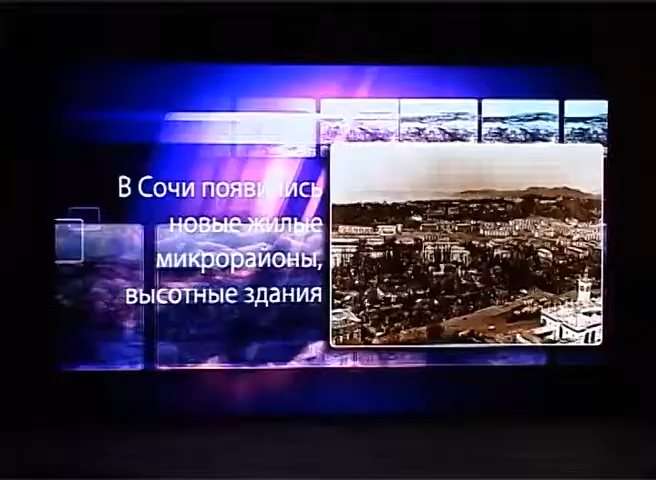 В Сочи появились
новые жилые
микрорайоны,
высотные здания